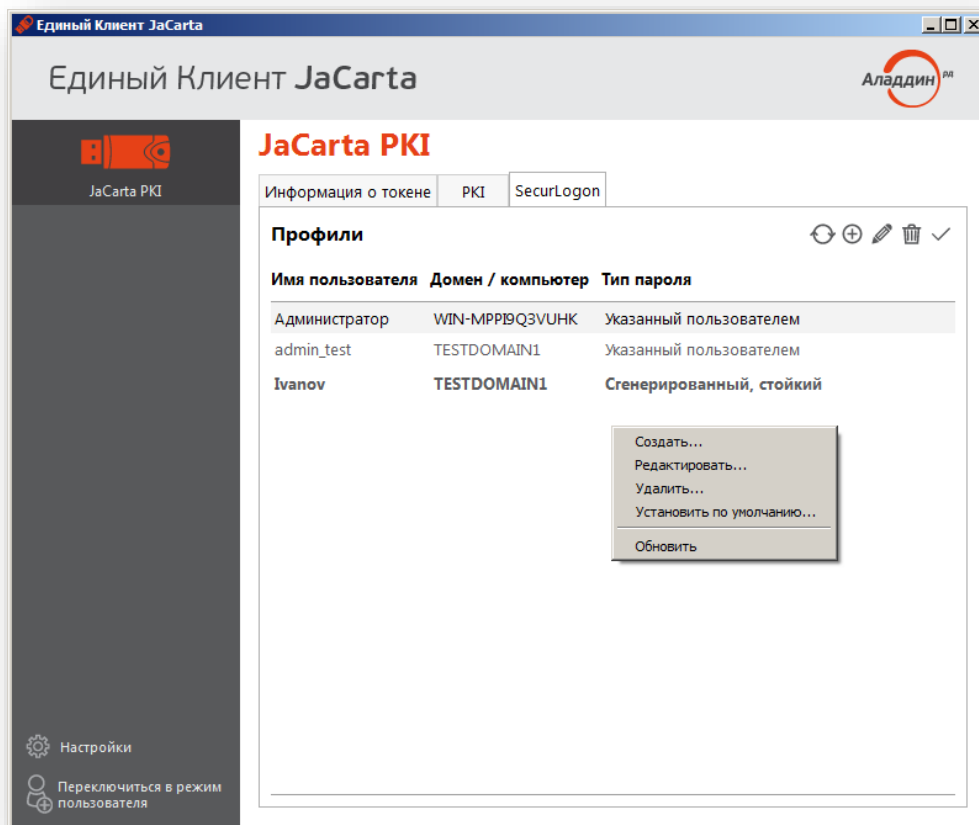 Единый Клиент JaCarta
Единый Клиент JaCarta
Аладдин РД
JaCarta PKI
JaCarta PKI
Информация о токене PKI SecurLogon
Профили
Имя пользователя Домен / компьютер Тип пароля
Администратор WIN-MPPI9Q3VUHK Указанный пользователем
admin_test TESTDOMAIN1 Указанный пользователем
Ivanov TESTDOMAIN1 Сгенерированный, стойкий
Создать...
Редактировать...
Удалить...
Установить по умолчанию...
Обновить
Настройки
Переключиться в режим
пользователя